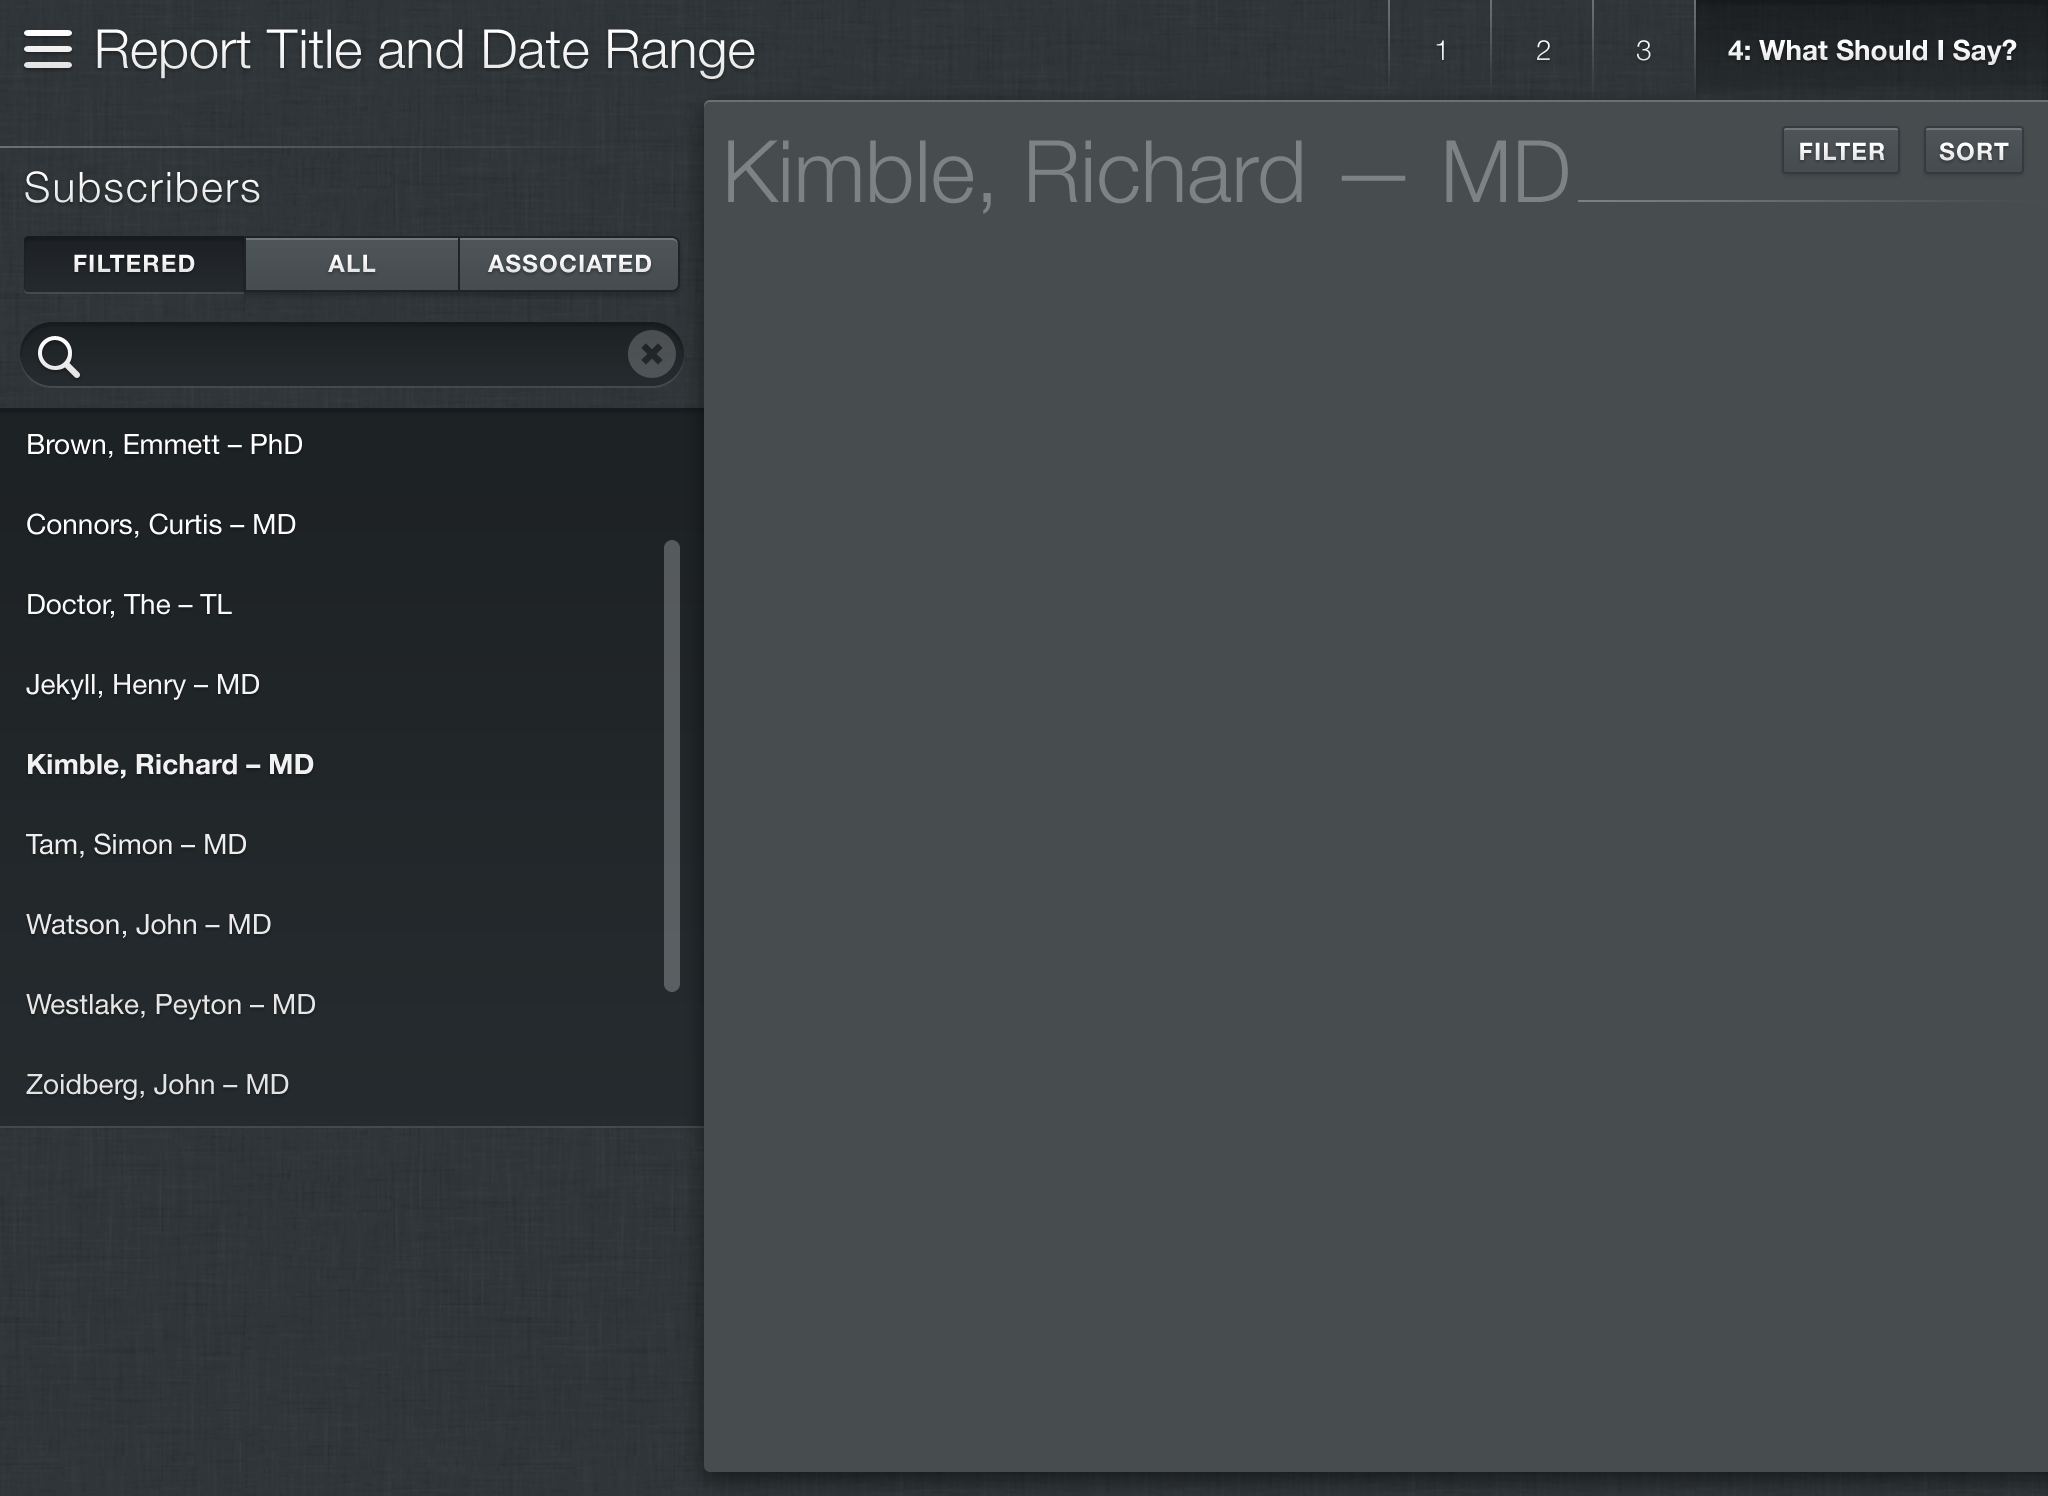 Report Title and Date Range
1
2
3
4: What Should I Say?
Subscribers
FILTERED
ALL
ASSOCIATED
Brown, Emmett – PhD
Connors, Curtis – MD
Doctor, The – TL
Jekyll, Henry – MD
Kimble, Richard – MD
Tam, Simon – MD
Watson, John – MD
Westlake, Peyton – MD
Zoidberg, John – MD
Kimble, Richard — MD
FILTER
SORT